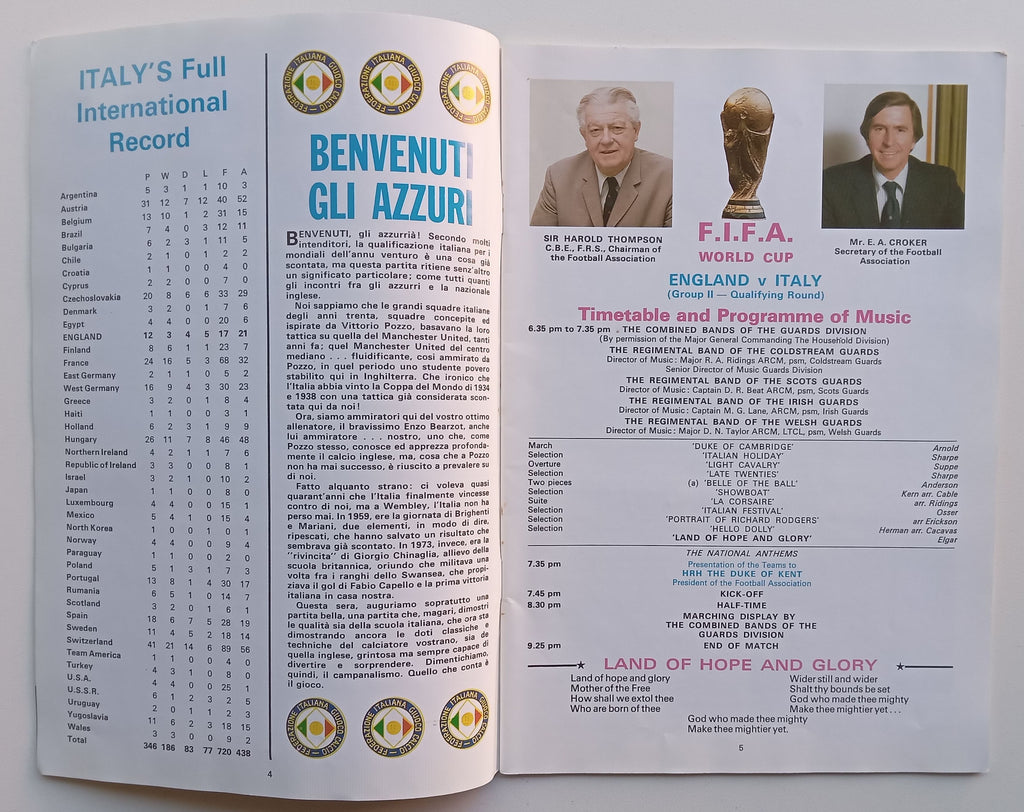 ITALY'S Full
International
Record
P W D L F A
Argentina 5 3 1 1 10 3
Austria 31 12 7 12 40 52
Belgium 13 10 1 2 31 15
Brazil 7 4 0 3 12 11
Bulgaria 6 2 3 1 11 5
Chile 2 1 0 1 2 2
Croatia 1 1 0 0 4 0
Cyprus 2 2 0 0 7 0
Czechoslovakia 20 8 6 6 33 29
Denmark 3 2 0 1 7 6
Egypt 4 4 0 0 20 6
ENGLAND 12 3 4 5 17 21
Finland 8 6 1 1 23 7
France 24 16 5 3 68 32
East Germany 2 1 1 0 5 2
West Germany 16 9 4 3 30 23
Greece 3 2 0 1 8 4
Haiti 1 1 0 0 3 1
Holland 6 2 3 1 9 9
Hungary 26 11 7 8 46 48
Northern Ireland 4 2 1 1 7 6
Republic of Ireland 3 3 0 0 8 1
Israel 3 2 1 0 10 2
Japan 1 1 0 0 8 0
Luxembourg 4 4 0 0 15 1
Mexico 5 4 1 0 15 4
North Korea 1 0 0 1 0 1
Norway 4 4 0 0 9 4
Paraguay 1 1 0 0 2 0
Poland 5 1 3 1 7 3
Portugal 13 8 1 4 30 17
Rumania 6 5 1 0 14 7
Scotland 3 2 0 1 6 1
Spain 18 6 7 5 28 19
Sweden 11 4 5 2 18 14
Switzerland 41 21 14 6 89 56
Team America 1 1 0 0 4 0
Turkey 4 3 1 0 8 0
U.S.A. 4 4 0 0 25 1
U.S.S.R. 6 1 2 3 2 5
Uruguay 2 0 1 1 2 3
Yugoslavia 11 6 2 3 18 15
Wales 3 3 0 0 9 2
Total 346 186 83 77 720 438
FEDERAZIONE ITALIANA GIUOCO CALCIO
FEDERAZIONE ITALIANA GIUOCO CALCIO
FEDERAZIONE ITALIANA GIUOCO CALCIO
BENVENUTI
GLI AZZURI
BENVENUTI, gli azzurrià! Secondo molti
intenditori, la qualificazione italiana per i
mondiali dell'anno venturo è una cosa già
scontata, ma questa partita ritiene senz'altro
un significato particolare; come tutti quanti
gli incontri fra gli azzurri e la nazionale
inglese.
Noi sappiamo che le grandi squadre italiane
degli anni trenta, squadre concepite ed
ispirate da Vittorio Pozzo, basavano la loro
tattica su quella del Manchester United, tanti
anni fa; quel Manchester United del centro
mediano . . . fluidificante, così ammirato da
Pozzo, in quel periodo uno studente povero
stabilito qui in Inghilterra. Che ironico che
l'Italia abbia vinto la Coppa del Mondo di 1934
e 1938 con una tattica già considerata scon-
tata qui da noi!
Ora, siamo ammiratori qui del vostro ottimo
allenatore, il bravissimo Enzo Bearzot, anche
lui ammiratore . . . nostro, uno che, come
Pozzo stesso, conosce ed apprezza profonda-
mente il calcio inglese, ma, cosa che a Pozzo
non ha mai successo, è riuscito a prevalere su
di noi.
Fatto alquanto strano: ci voleva quasi
quarant'anni che l'Italia finalmente vincesse
contro di noi, ma a Wembley, l'Italia non ha
perso mai. In 1959, ere la giornata di Brighenti
e Mariani, due elementi, in modo di dire,
ripescati, che hanno salvato un risultato che
sembrava già scontato. In 1973, invece, era la
''rivincita'' di Giorgio Chinaglia, allievo della
scuola britannica, oriundo che militava una
volta fra i ranghi dello Swansea, che propi-
ziava il gol di Fabio Capello e la prima vittoria
italiana in casa nostra.
Questa sera, auguriamo sopratutto una
partita bella, una partita che, magari, dimostri
le qualità sia della scuola italiana, che ora sta
dimostrando ancora le doti classiche e
techniche del calciatore vostrano, sia de
quella inglese, grintosa ma sempre capace di
divertire e sorprendere. Dimentichiamo,
quindi, il campanalismo. Quello che conta è
il gioco.
FEDERAZIONE ITALIANA GIUOCO CALCIO
FEDERAZIONE ITALIANA GIUOCO CALCIO
FEDERAZIONE ITALIANA GIUOCO CALCIO
4
SIR HAROLD THOMPSON
C.B.E., F.R.S., Chairman of
the Football Association
F.I.F.A.
WORLD CUP
Mr. E. A. CROKER
Secretary of the Football
Association
ENGLAND v ITALY
(Group II — Qualifying Round)
Timetable and Programme of Music
6.35 pm to 7.35 pm . THE COMBINED BANDS OF THE GUARDS DIVISION
(By permission of the Major General Commanding The Household Division)
THE REGIMENTAL BAND OF THE COLDSTREAM GUARDS
Director of Music: Major R. A. Ridings ARCM, psm, Coldstream Guards
Senior Director of Music Guards Division
THE REGIMENTAL BAND OF THE SCOTS GUARDS
Director of Music: Captain D. R. Beat ARCM, psm, Scots Guards
THE REGIMENTAL BAND OF THE IRISH GUARDS
Director of Music: Captain M. G. Lane, ARCM, psm, Irish Guards
THE REGIMENTAL BAND OF THE WELSH GUARDS
Director of Music: Major D. N. Taylor ARCM, LTCL, psm, Welsh Guards
March 'DUKE OF CAMBRIDGE' Arnold
Selection 'ITALIAN HOLIDAY' Sharpe
Overture 'LIGHT CAVALRY' Suppe
Selection 'LATE TWENTIES' Sharpe
Two pieces (a) 'BELLE OF THE BALL' Anderson
Selection 'SHOWBOAT' Kern arr. Cable
Suite 'LA CORSAIRE' arr. Ridings
Selection 'ITALIAN FESTIVAL' Osser
Selection 'PORTRAIT OF RICHARD RODGERS' arr Erickson
Selection 'HELLO DOLLY' Herman arr. Cacavas
'LAND OF HOPE AND GLORY' Elgar
THE NATIONAL ANTHEMS
7.35 pm Presentation of the Teams to
HRH THE DUKE OF KENT
President of the Football Association
7.45 pm KICK-OFF
8.30 pm HALF-TIME
MARCHING DISPLAY BY
THE COMBINED BANDS OF THE
GUARDS DIVISION
9.25 pm END OF MATCH
LAND OF HOPE AND GLORY
Land of hope and glory
Mother of the Free
How shall we extol thee
Who are born of thee
Wider still and wider
Shalt thy bounds be set
God who made thee mighty
Make thee mightier yet . . .
God who made thee mighty
Make thee mightier yet.
5